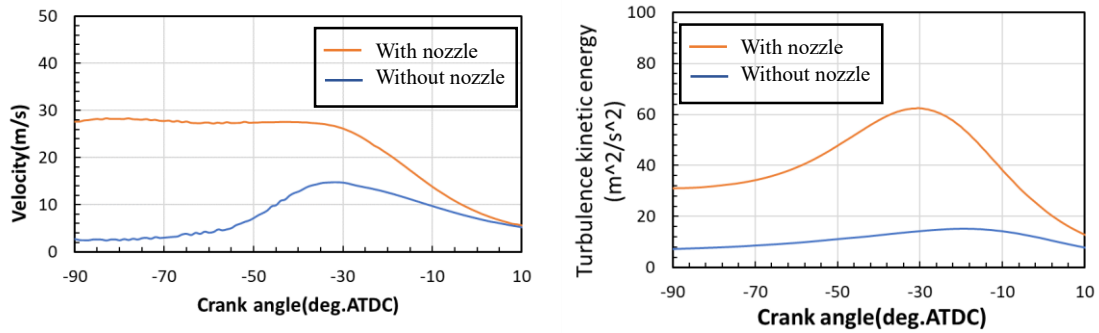 50
40
30
20
10
0
Velocity(m/s)
With nozzle
Without nozzle
-90
-70
-50
-30
-10
10
Crank angle(deg.ATDC)
100
80
60
40
20
0
Turbulence kinetic energy
(m^2/s^2)
With nozzle
Without nozzle
-90
-70
-50
-30
-10
10
Crank angle(deg.ATDC)